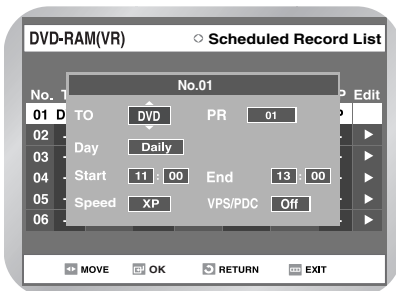 DVD-RAM(VR) Scheduled Record List
No.01
No. T P Edit
01 D
TO DVD PR 01
02
Day Daily
03
04 Start 11 : 00 End 13 : 00
05
Speed XP VPS/PDC Off
06
MOVE OK RETURN EXIT